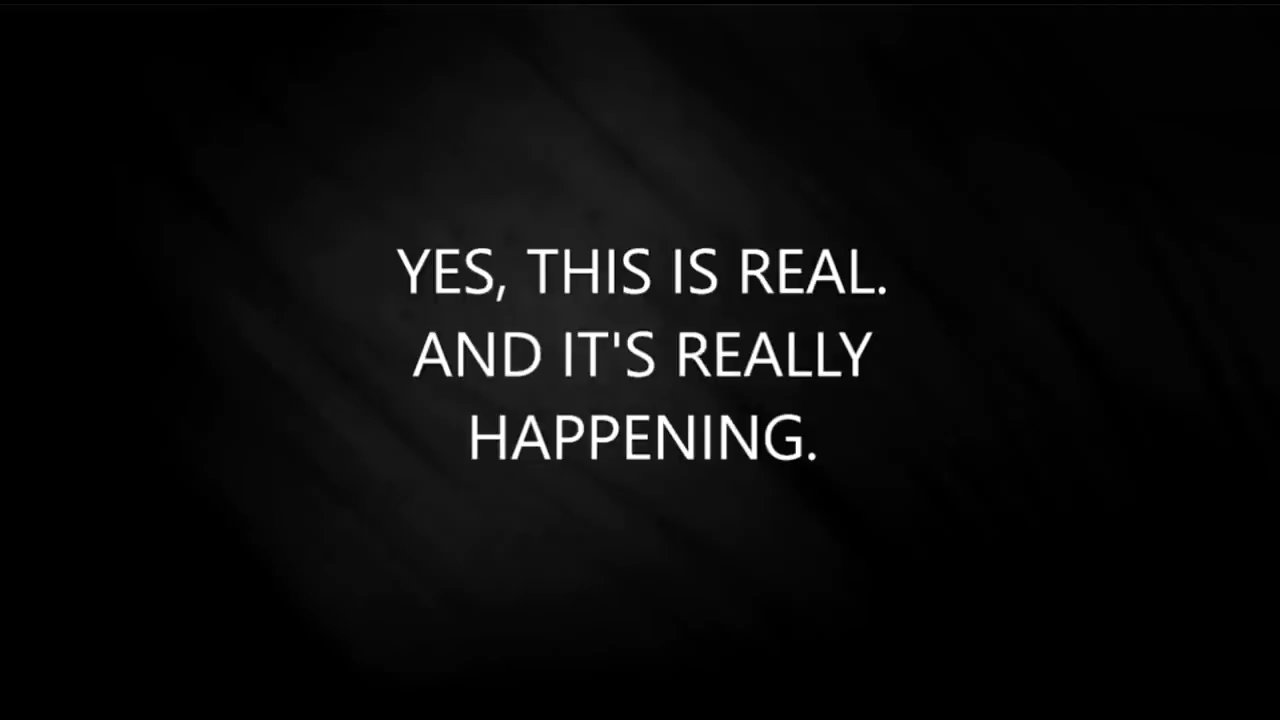 YES, THIS IS REAL.
AND IT'S REALLY
HAPPENING.